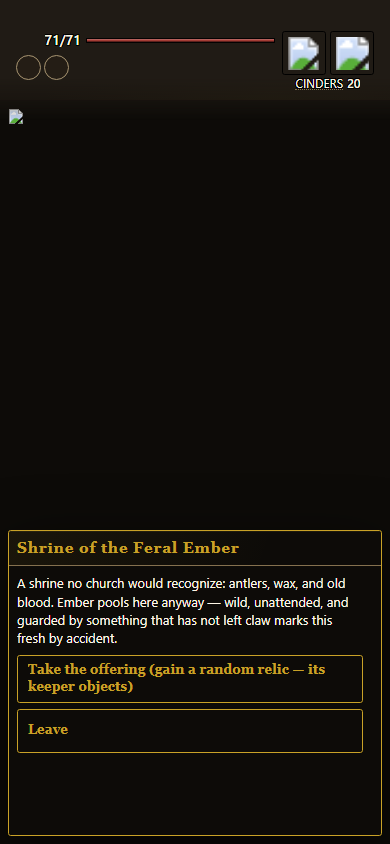 71/71
CINDERS 20
Shrine of the Feral Ember
A shrine no church would recognize: antlers, wax, and old
blood. Ember pools here anyway — wild, unattended, and
guarded by something that has not left claw marks this
fresh by accident.
Take the offering (gain a random relic — its
keeper objects)
Leave